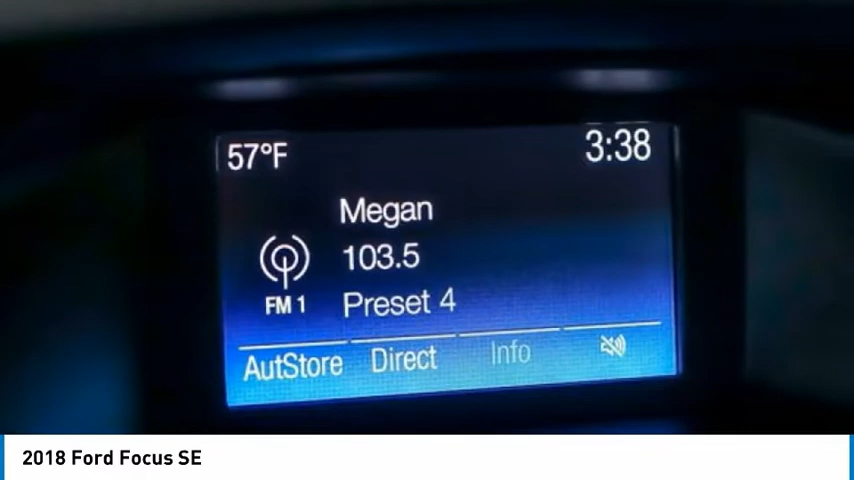 57°F 3:38
Megan
103.5
FM 1 Preset 4
AutStore Direct Info
2018 Ford Focus SE